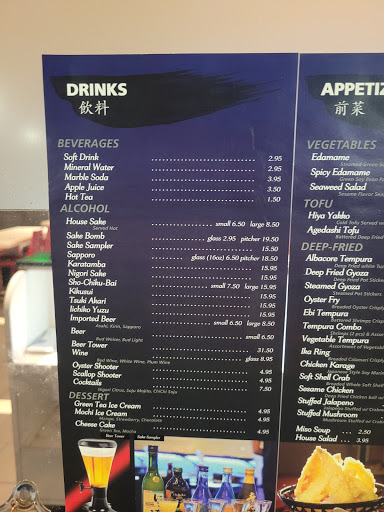 DRINKS
飲料
BEVERAGES
Soft Drink 2.95
Mineral Water 2.95
Marble Soda 3.95
Apple Juice 3.50
Hot Tea 1.50
ALCOHOL
House Sake small 6.50 large 8.50
Served Hot
Sake Bomb glass 2.95 pitcher 19.50
Sake Sampler 15.50
Sapporo glass (16oz) 6.50 pitcher 18.50
Karatamba 15.95
Nigori Sake 15.95
Sho-Chiku-Bai small 7.50 large 15.95
Kikusui 15.95
Tsuki Akari 15.95
Iichiko Yuzu 15.95
Imported Beer small 6.50 large 8.50
Asahi, Kirin, Sapporo
Beer small 6.50
Bud Weiser, Bud Light
Beer Tower 31.50
Wine glass 8.95
Red Wine, White Wine, Plum Wine
Oyster Shooter
Scallop Shooter
Cocktails 7.50
DESSERT
Green Tea Ice Cream 4.95
Mochi Ice Cream 4.95
Mango, Strawberry, Chocolate
Cheese Cake 4.95
Green Tea, Mocha
Beer Tower
Sake Sampler
APPETIZ
前菜
VEGETABLES
Edamame
Spicy Edamame
Seaweed Salad
TOFU
Hiya Yakko
Agedashi Tofu
DEEP-FRIED
Albacore Tempura
Deep Fried Gyoza
Steamed Gyoza
Oyster Fry
Ebi Tempura
Tempura Combo
Vegetable Tempura
Ika Ring
Chicken Karage
Soft Shell Crab
Sesame Chicken
Stuffed Jalapeno
Stuffed Mushroom
Miso Soup 2.50
House Salad 3.95